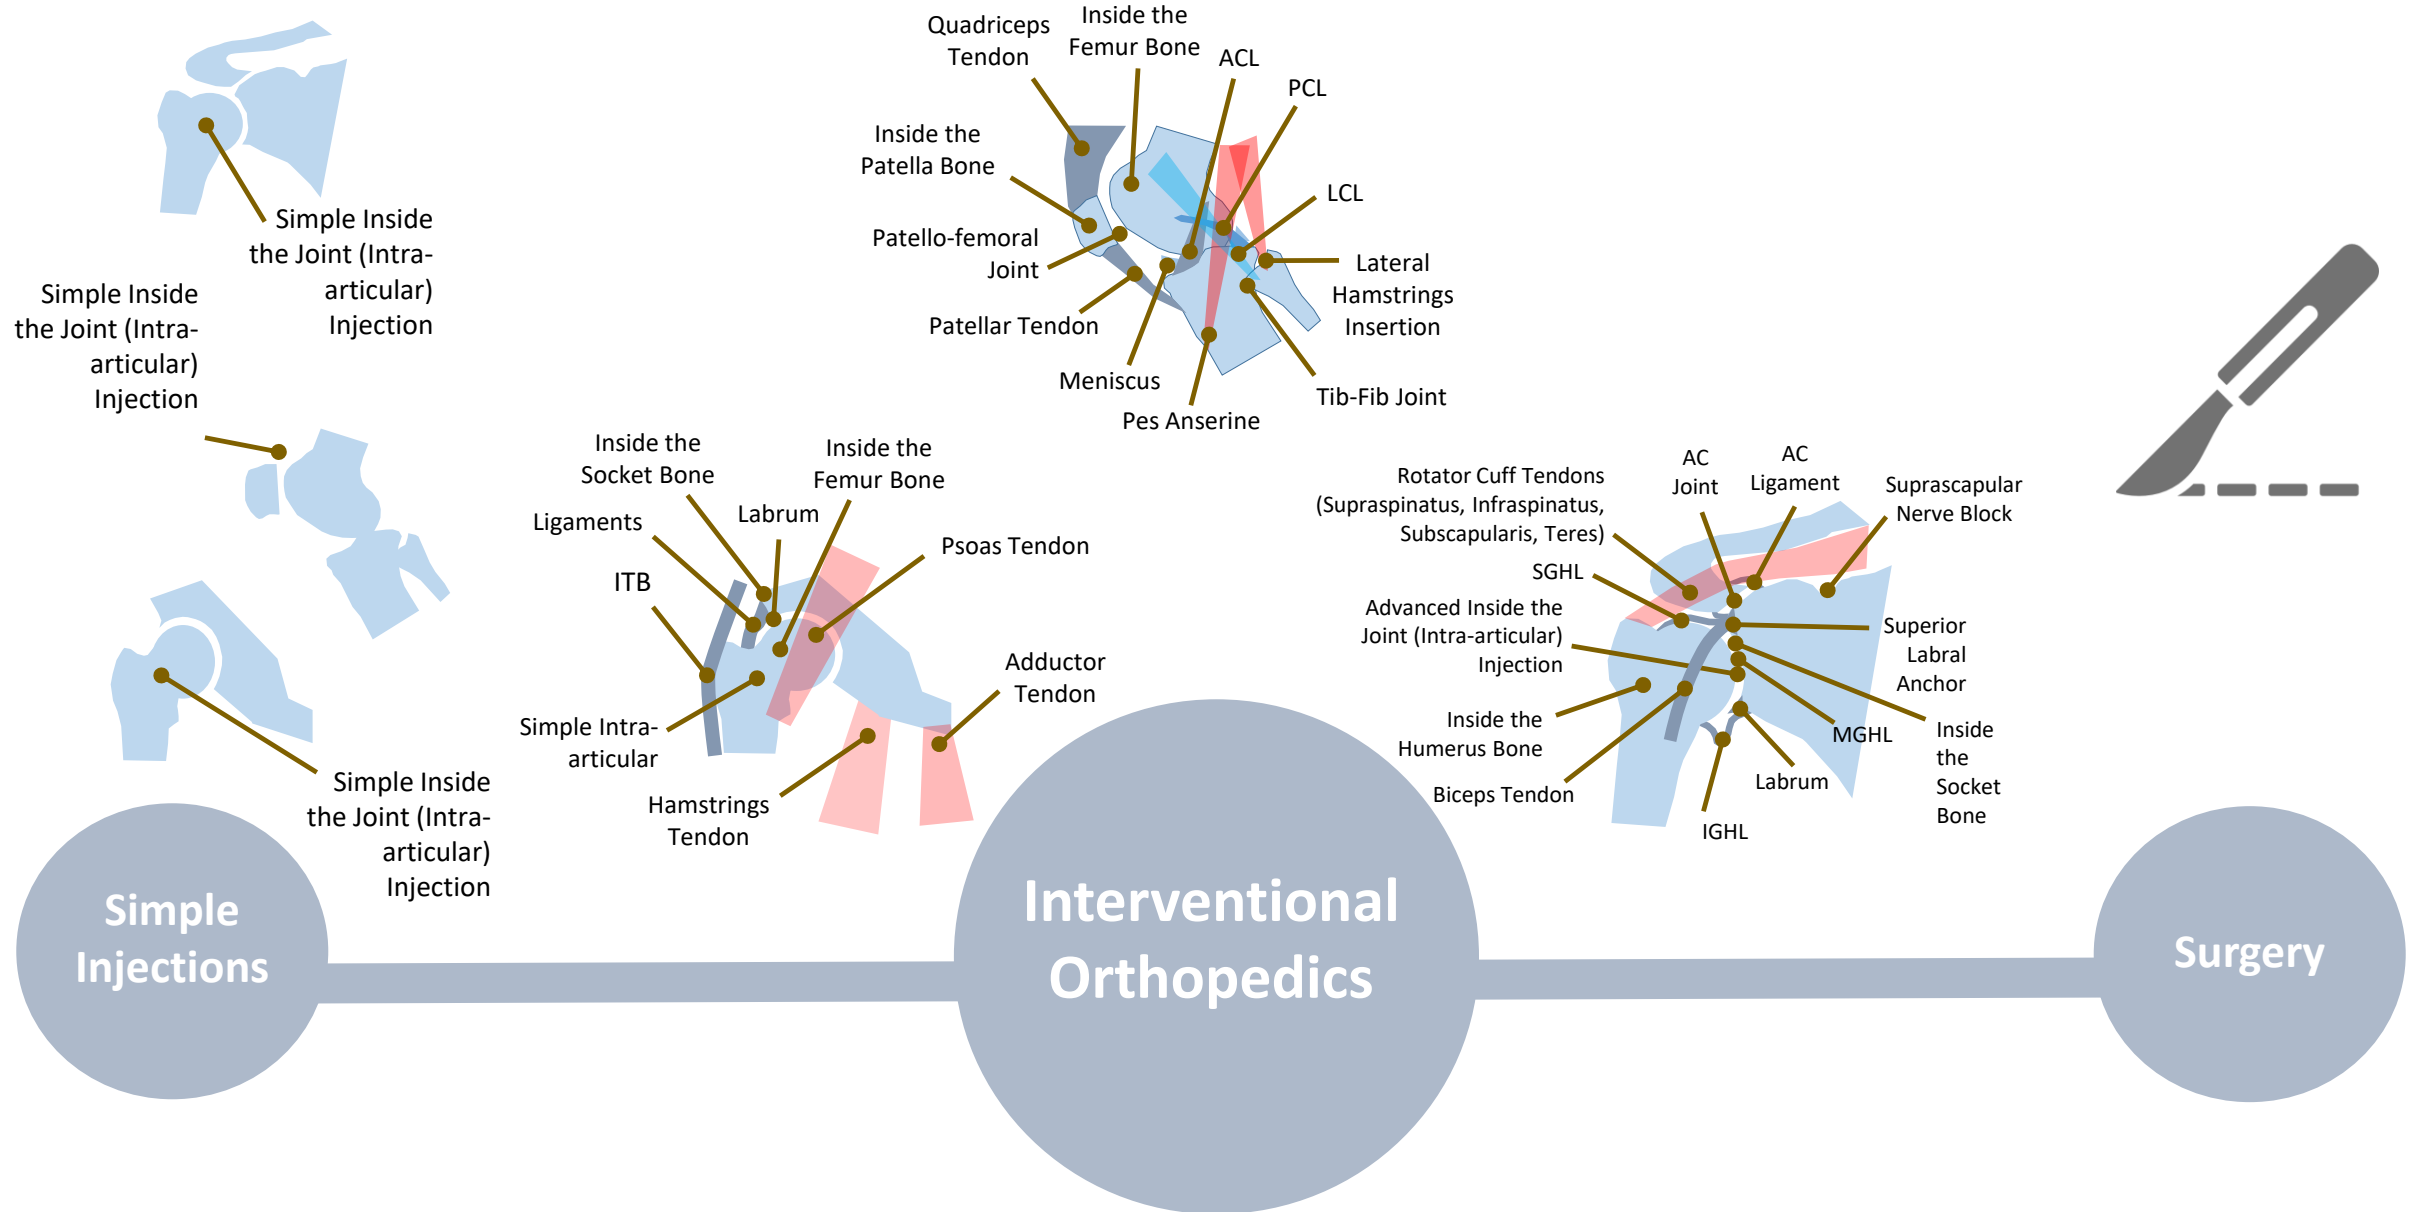 Simple Inside
the Joint (Intra-
articular)
Injection
Simple Inside
the Joint (Intra-
articular)
Injection
Simple Inside
the Joint (Intra-
articular)
Injection
Quadriceps
Tendon
Inside the
Femur Bone
ACL
PCL
Inside the
Patella Bone
LCL
Patello-femoral
Joint
Lateral
Hamstrings
Insertion
Patellar Tendon
Meniscus
Tib-Fib Joint
Pes Anserine
Inside the
Socket Bone
Inside the
Femur Bone
Ligaments
Labrum
Psoas Tendon
ITB
Adductor
Tendon
Simple Intra-
articular
Hamstrings
Tendon
Rotator Cuff Tendons
(Supraspinatus, Infraspinatus,
Subscapularis, Teres)
AC
Joint
AC
Ligament
Suprascapular
Nerve Block
SGHL
Advanced Inside the
Joint (Intra-articular)
Injection
Superior
Labral
Anchor
Inside the
Humerus Bone
MGHL
Inside
the
Socket
Bone
Biceps Tendon
Labrum
IGHL
Simple
Injections
Interventional
Orthopedics
Surgery